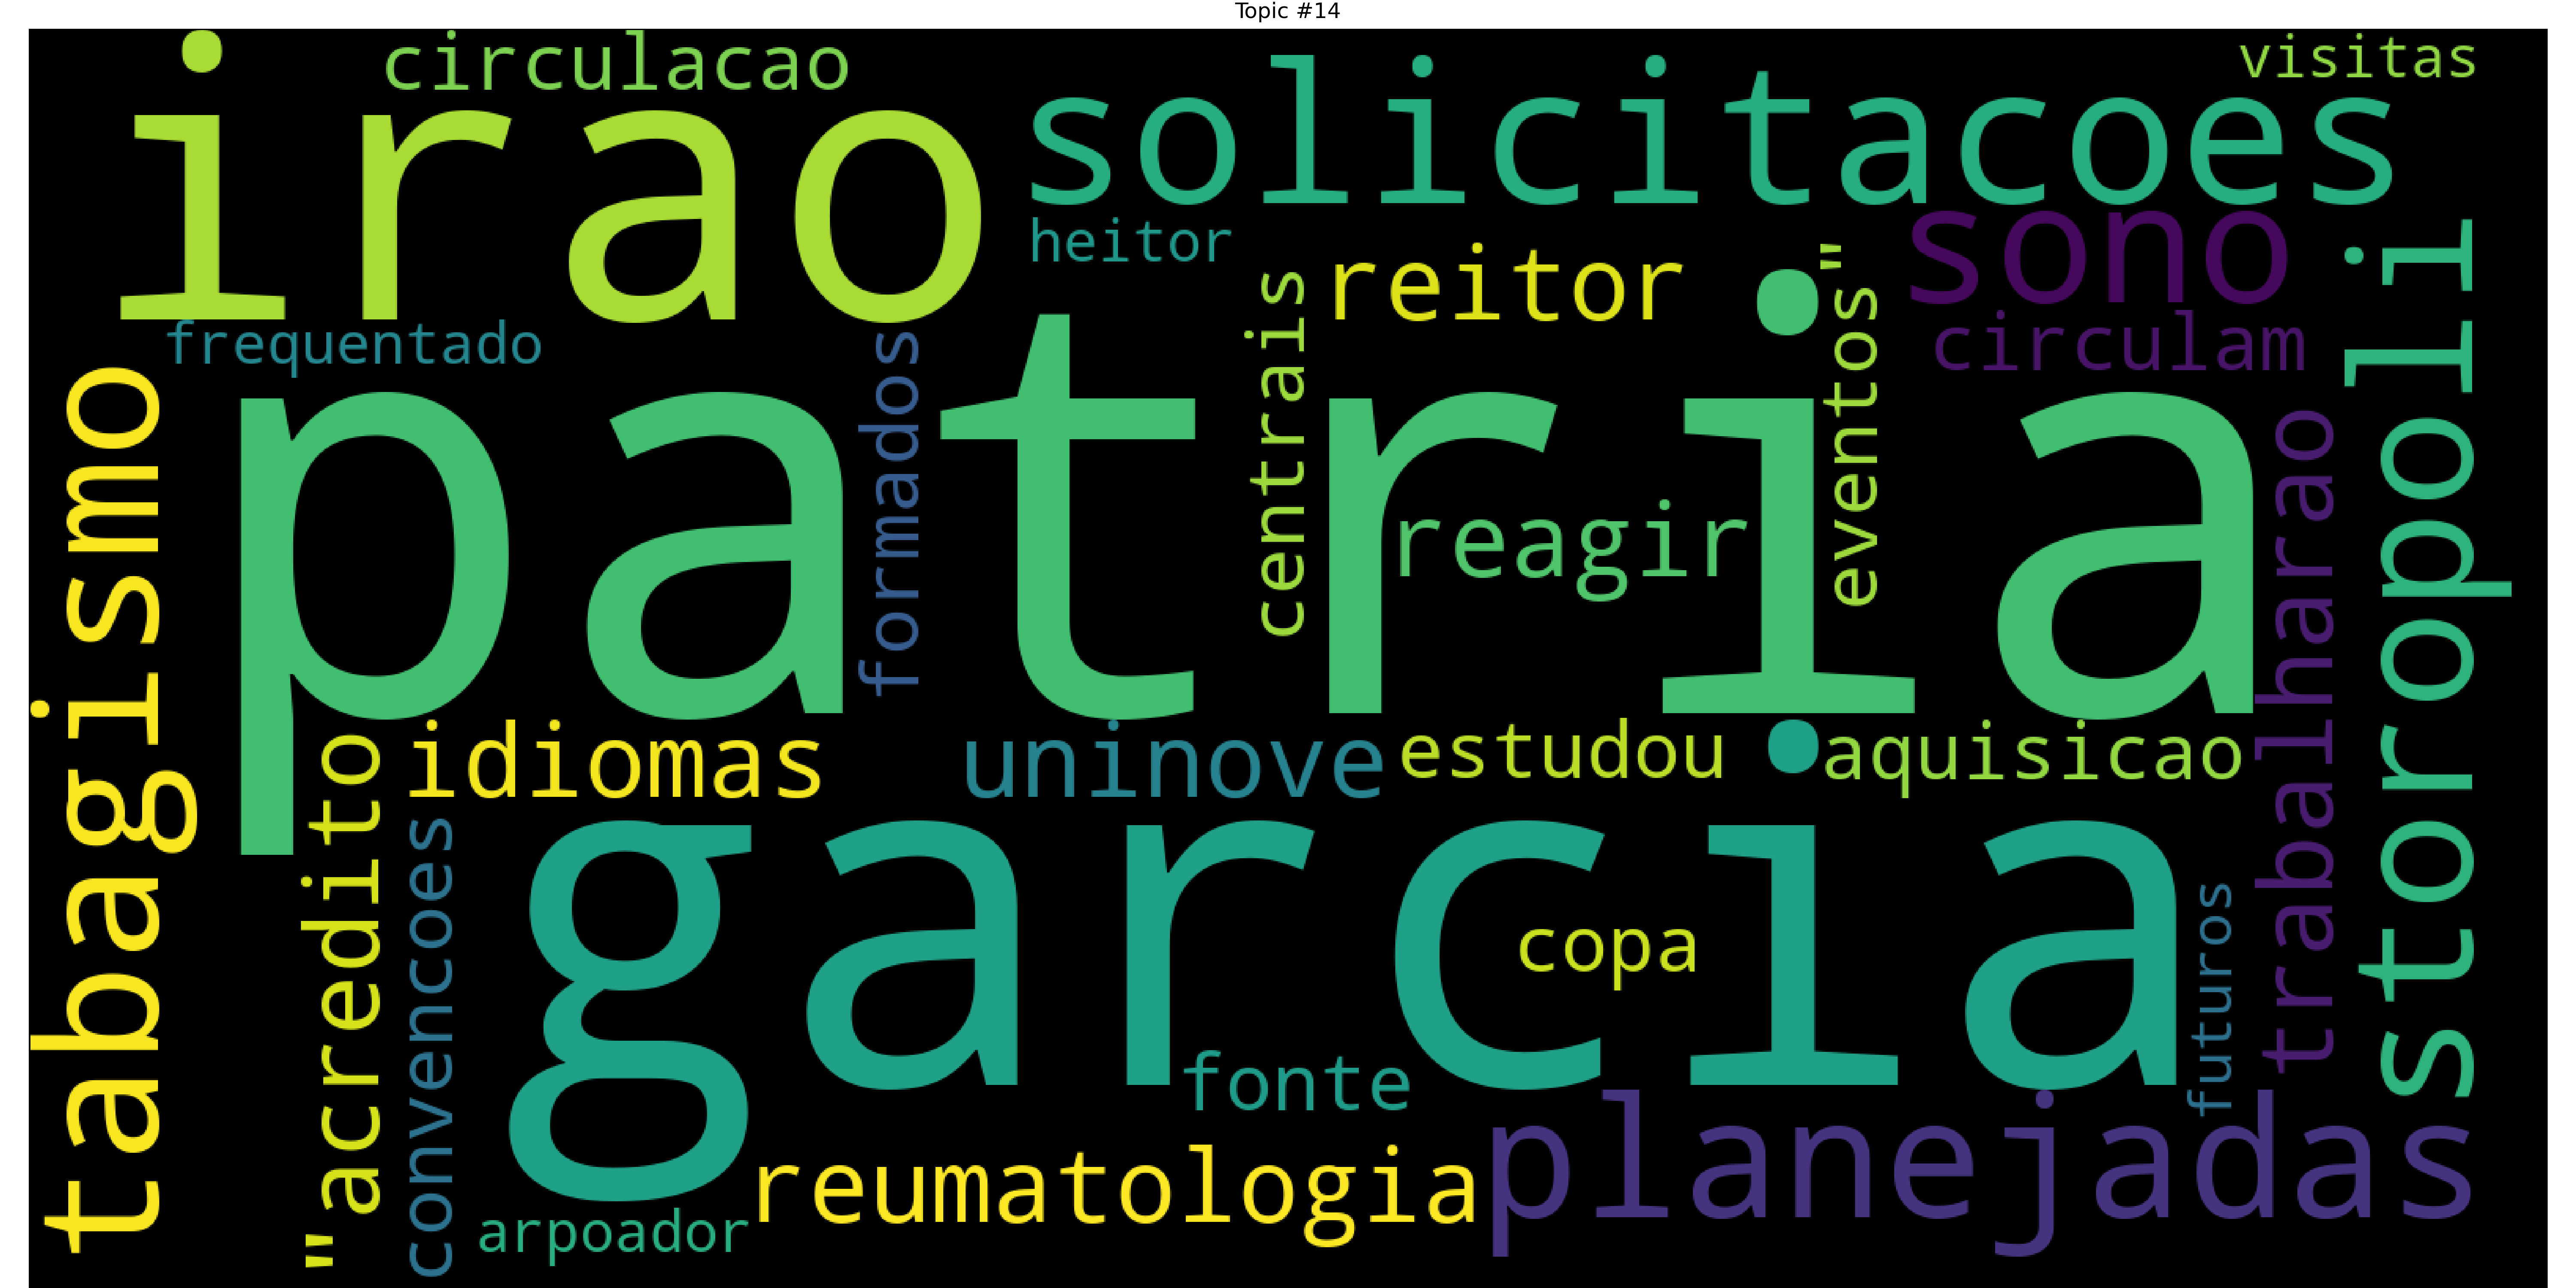 Topic #14
circulacao
visitas
irao
solicitacoes
heitor
reitor
sono
frequentado
circulam
centrais
eventos"
formados
patria
reagir
tabagismo
storopoli
trabalharao
idiomas
uninove
estudou
aquisicao
"acredito
convencoes
garcia
copa
futuros
fonte
planejadas
reumatologia
arpoador